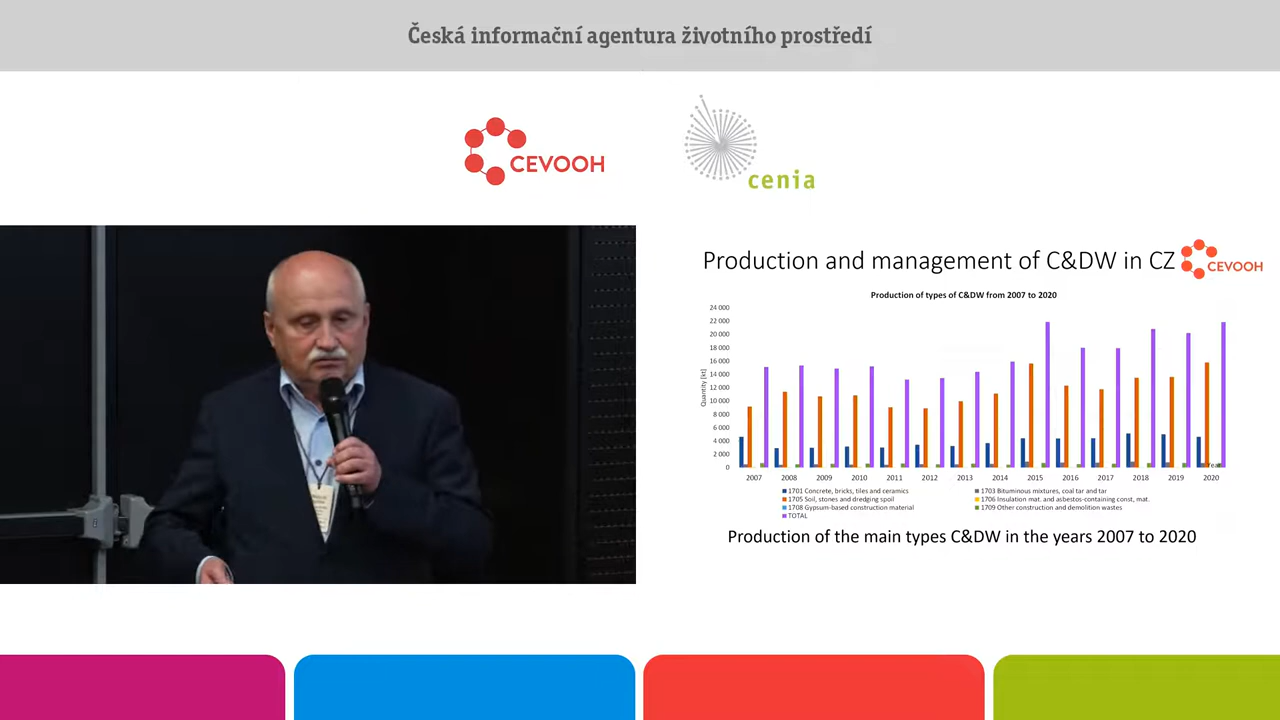 Česká informační agentura životního prostředí
CEVOOH
cenia
Production and management of C&DW in CZ
CEVOOH
Production of types of C&DW from 2007 to 2020
Quantity [kt]
24 000
22 000
20 000
18 000
16 000
14 000
12 000
10 000
8 000
6 000
4 000
2 000
0
Year
2007 2008 2009 2010 2011 2012 2013 2014 2015 2016 2017 2018 2019 2020
1701 Concrete, bricks, tiles and ceramics
1703 Bituminous mixtures, coal tar and tar
1705 Soil, stones and dredging spoil
1706 Insulation mat. and asbestos-containing const, mat.
1708 Gypsum-based construction material
1709 Other construction and demolition wastes
TOTAL
Production of the main types C&DW in the years 2007 to 2020